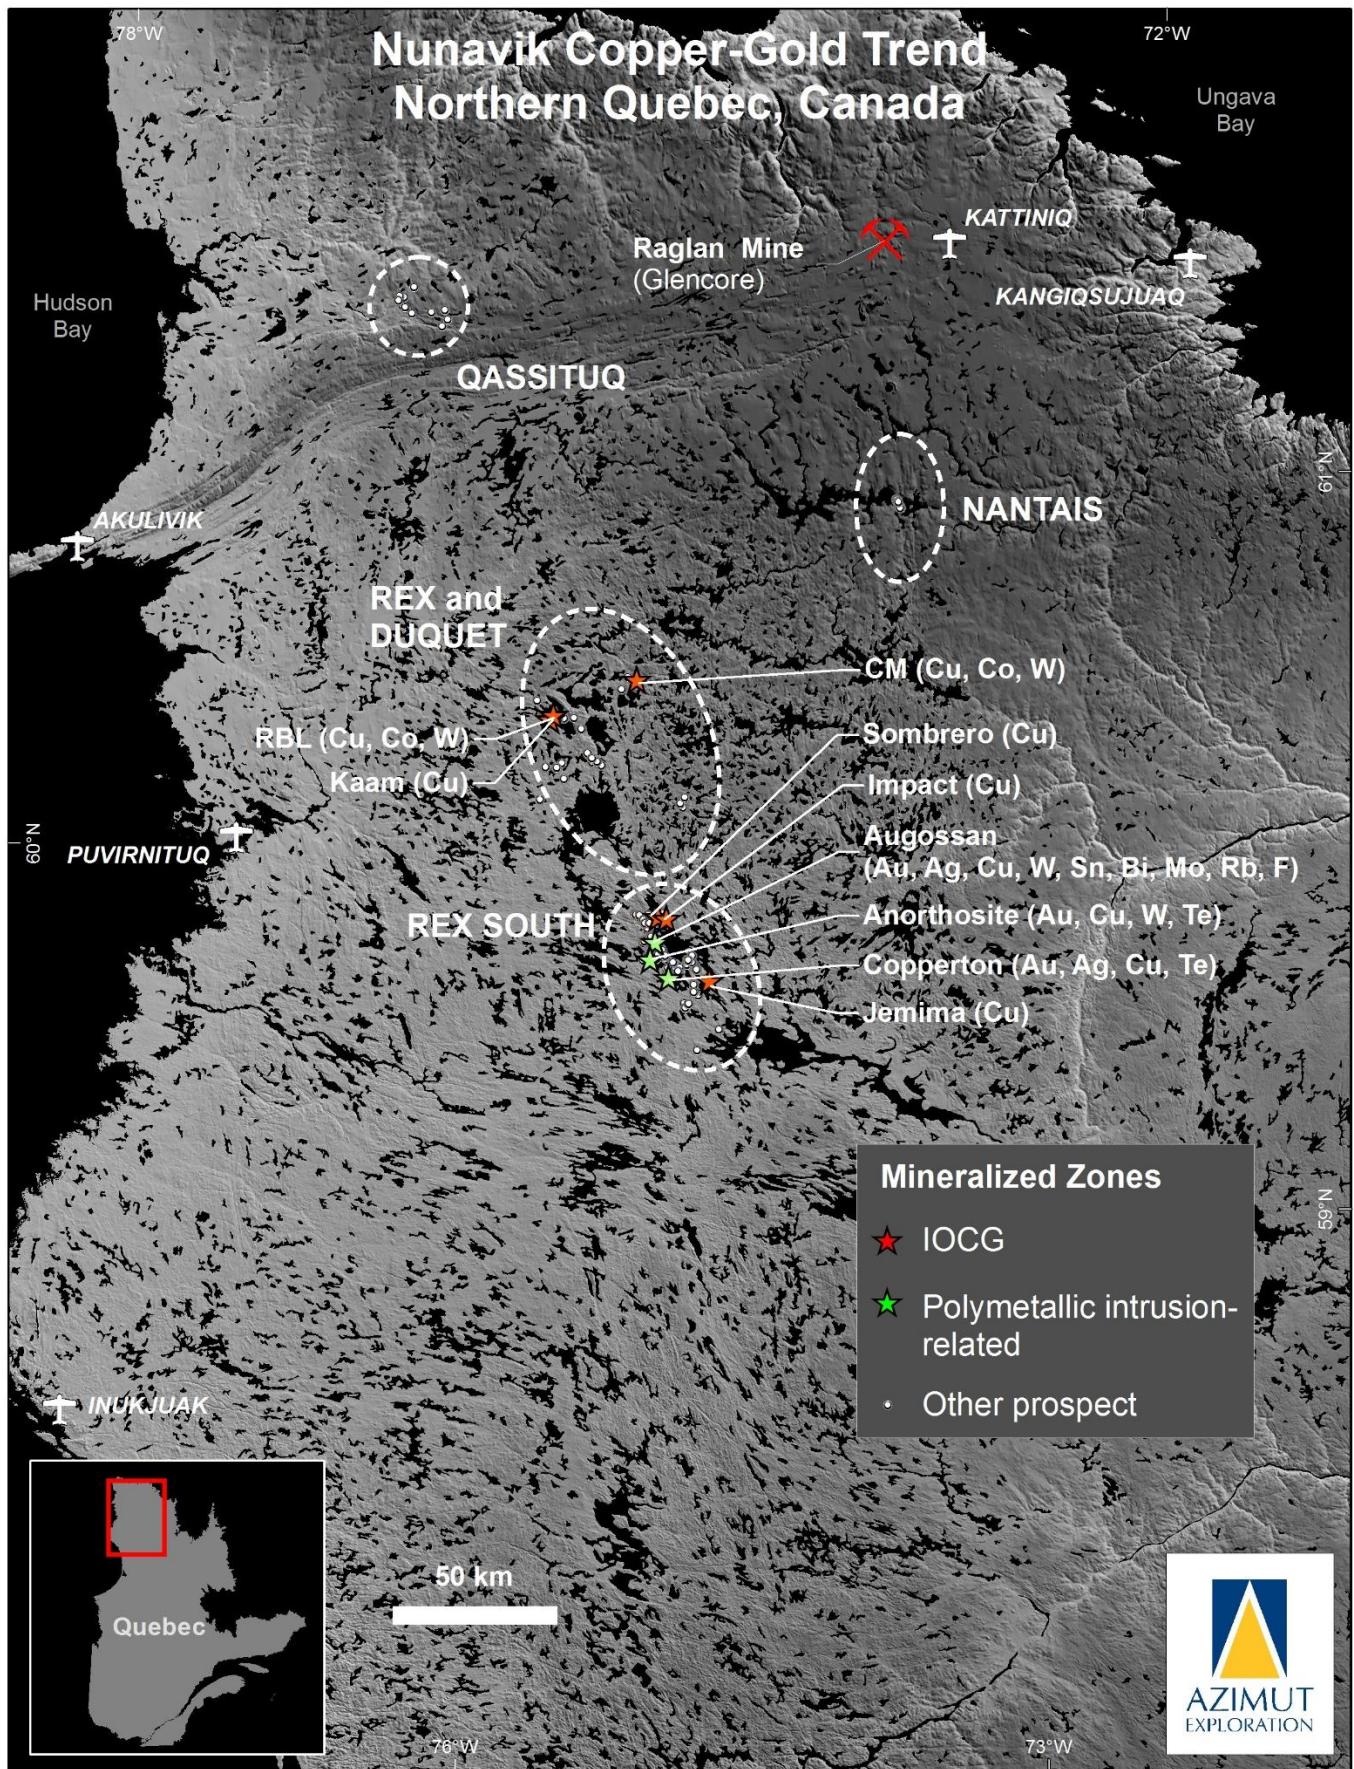 78°W
72°W
Nunavik Copper-Gold Trend
Northern Quebec, Canada
Ungava
Bay
KATTINIQ
Raglan Mine
(Glencore)
KANGIQSUJUAQ
Hudson
Bay
QASSITUQ
61°N
NANTAIS
AKULIVIK
REX and
DUQUET
CM (Cu, Co, W)
RBL (Cu, Co, W)
Sombrero (Cu)
Kaam (Cu)
Impact (Cu)
60°N
PUVIRNITUQ
Augossan
(Au, Ag, Cu, W, Sn, Bi, Mo, Rb, F)
REX SOUTH
Anorthosite (Au, Cu, W, Te)
Copperton (Au, Ag, Cu, Te)
Jemima (Cu)
Mineralized Zones
IOCG
Polymetallic intrusion-
related
Other prospect
59°N
INUKJUAK
Quebec
50 km
76°W
73°W
AZIMUT
EXPLORATION